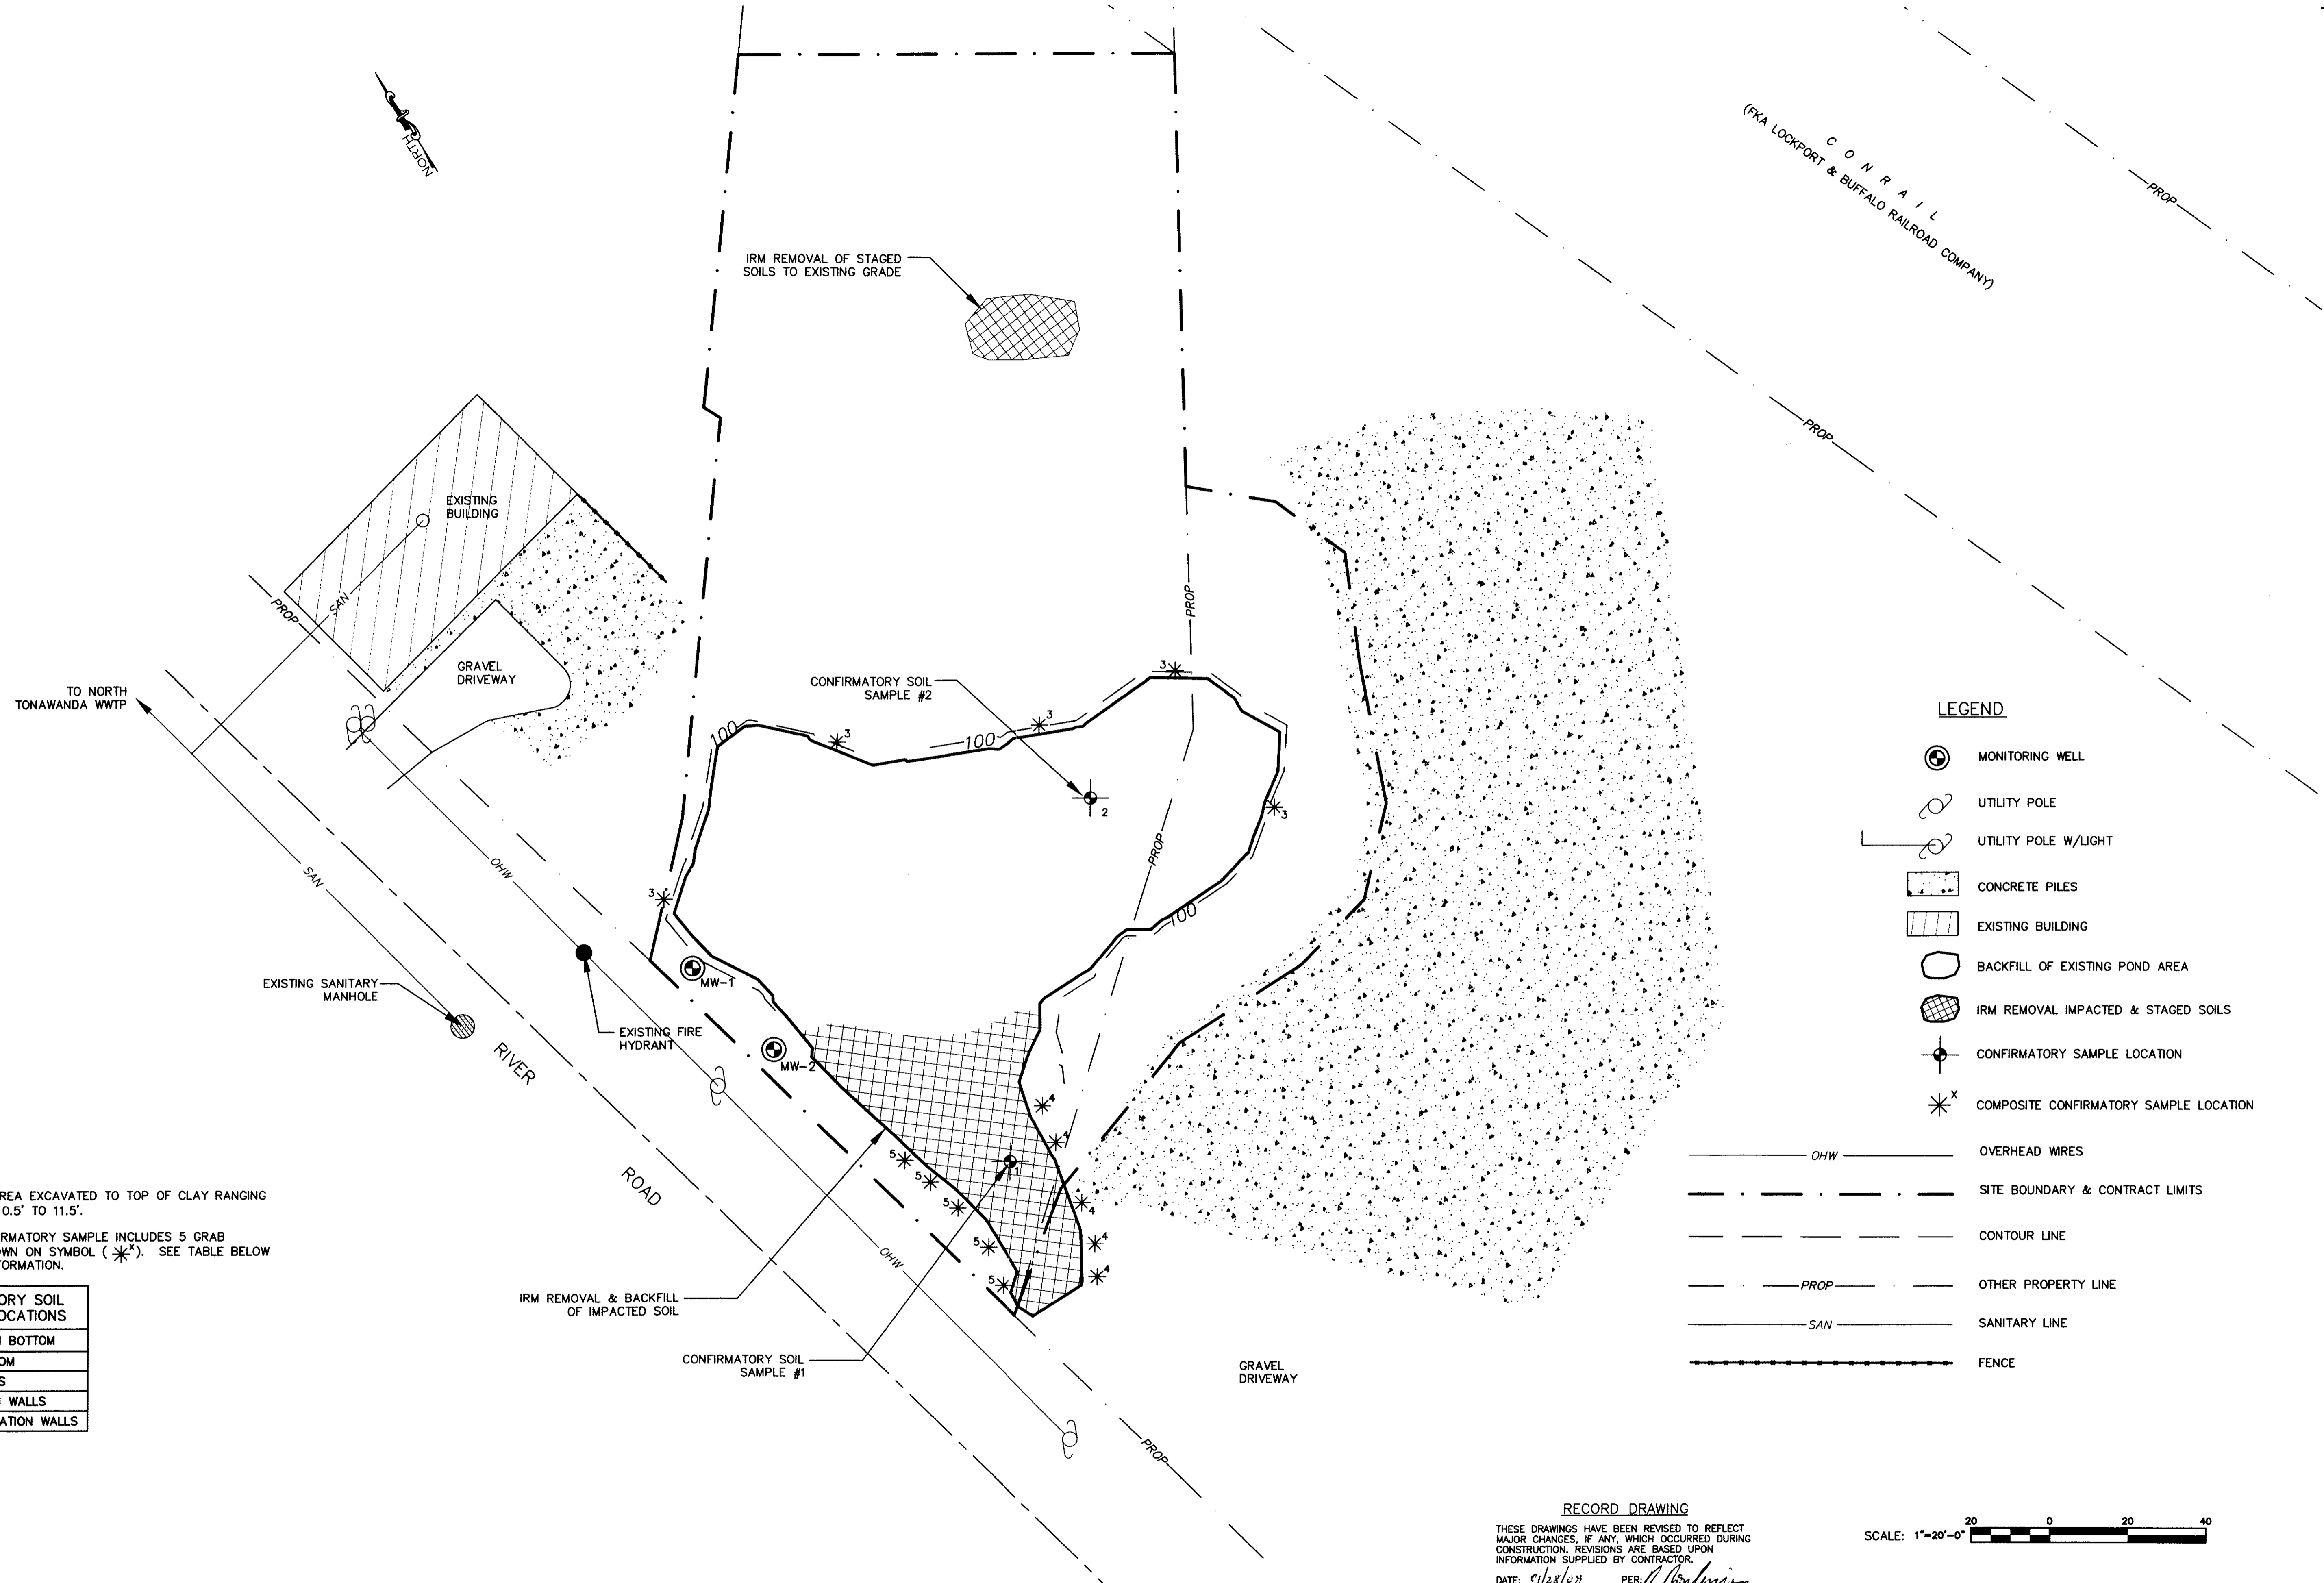 NORTH
IRM REMOVAL OF STAGED
SOILS TO EXISTING GRADE
C O N R A I L
(FKA LOCKPORT & BUFFALO RAILROAD COMPANY)
PROP
PROP
EXISTING
BUILDING
SAN
PROP
GRAVEL
DRIVEWAY
TO NORTH
TONAWANDA WWTP
PROP
CONFIRMATORY SOIL
SAMPLE #2
3
3
3
100
100
2
3
PROP
OHW
SAN
3
100
MW-1
EXISTING SANITARY
MANHOLE
EXISTING FIRE
HYDRANT
MW-2
RIVER
ROAD
4
4
5
1
5
5
4
5
4
4
5
OHW
IRM REMOVAL & BACKFILL
OF IMPACTED SOIL
CONFIRMATORY SOIL
SAMPLE #1
GRAVEL
DRIVEWAY
PROP
REA EXCAVATED TO TOP OF CLAY RANGING
0.5' TO 11.5'.
RMATORY SAMPLE INCLUDES 5 GRAB
WN ON SYMBOL ( X). SEE TABLE BELOW
FORMATION.
ORY SOIL
OCATIONS
BOTTOM
OM
S
WALLS
ATION WALLS
LEGEND
MONITORING WELL
UTILITY POLE
UTILITY POLE W/LIGHT
CONCRETE PILES
EXISTING BUILDING
BACKFILL OF EXISTING POND AREA
IRM REMOVAL IMPACTED & STAGED SOILS
CONFIRMATORY SAMPLE LOCATION
X COMPOSITE CONFIRMATORY SAMPLE LOCATION
OHW OVERHEAD WIRES
SITE BOUNDARY & CONTRACT LIMITS
CONTOUR LINE
PROP OTHER PROPERTY LINE
SAN SANITARY LINE
FENCE
RECORD DRAWING
THESE DRAWINGS HAVE BEEN REVISED TO REFLECT
MAJOR CHANGES, IF ANY, WHICH OCCURRED DURING
CONSTRUCTION. REVISIONS ARE BASED UPON
INFORMATION SUPPLIED BY CONTRACTOR.
DATE: PER:
SCALE: 1"=20'-0" 20 0 20 40